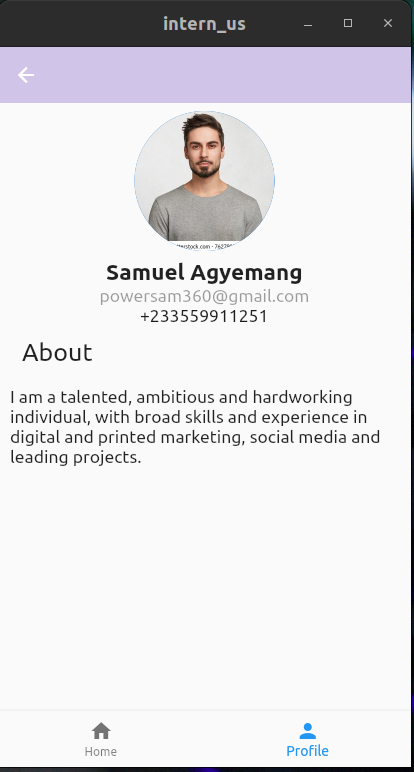 intern_us
Samuel Agyemang
powersam360@gmail.com
+233559911251
About
I am a talented, ambitious and hardworking
individual, with broad skills and experience in
digital and printed marketing, social media and
leading projects.
Home
Profile